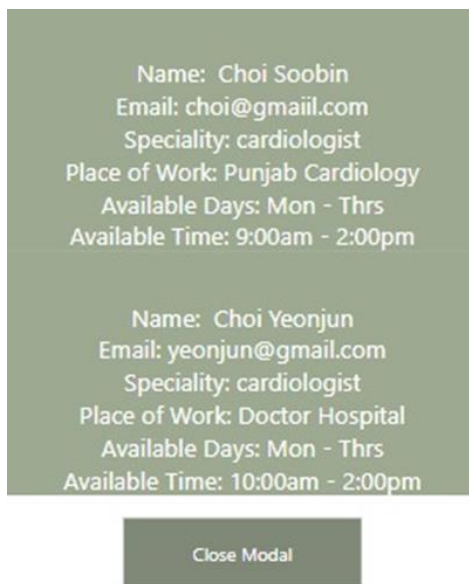 Name: Choi Soobin
Email: choi@gmaiil.com
Speciality: cardiologist
Place of Work: Punjab Cardiology
Available Days: Mon - Thrs
Available Time: 9:00am - 2:00pm
Name: Choi Yeonjun
Email: yeonjun@gmail.com
Speciality: cardiologist
Place of Work: Doctor Hospital
Available Days: Mon - Thrs
Available Time: 10:00am - 2:00pm
Close Modal